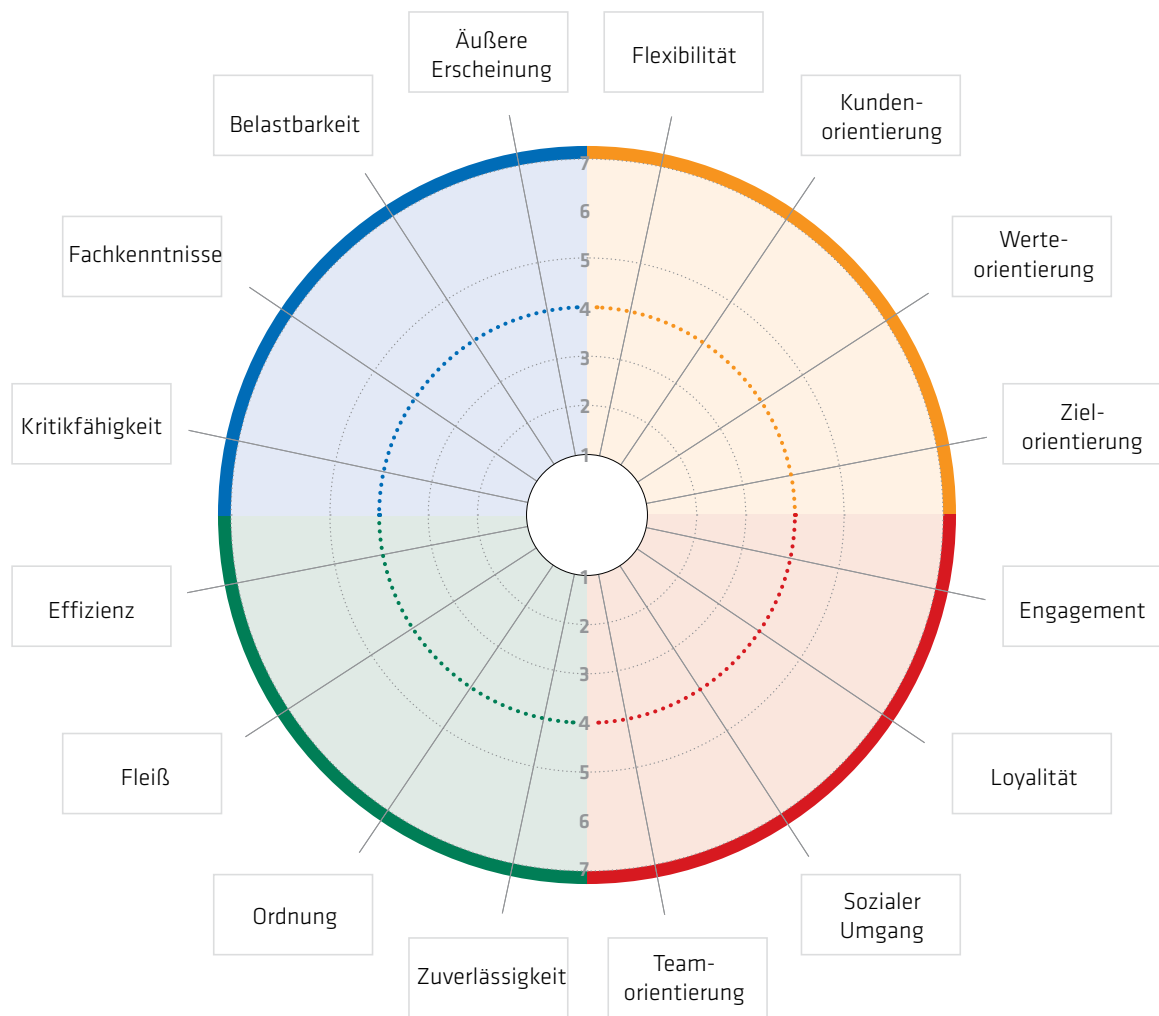 Äußere
Erscheinung
Flexibilität
Kunden-
orientierung
Belastbarkeit
Werte-
orientierung
Fachkenntnisse
Ziel-
orientierung
Kritikfähigkeit
7
6
5
4
3
2
1
1
2
3
4
5
6
7
Effizienz
Engagement
Fleiß
Loyalität
Ordnung
Sozialer
Umgang
Zuverlässigkeit
Team-
orientierung